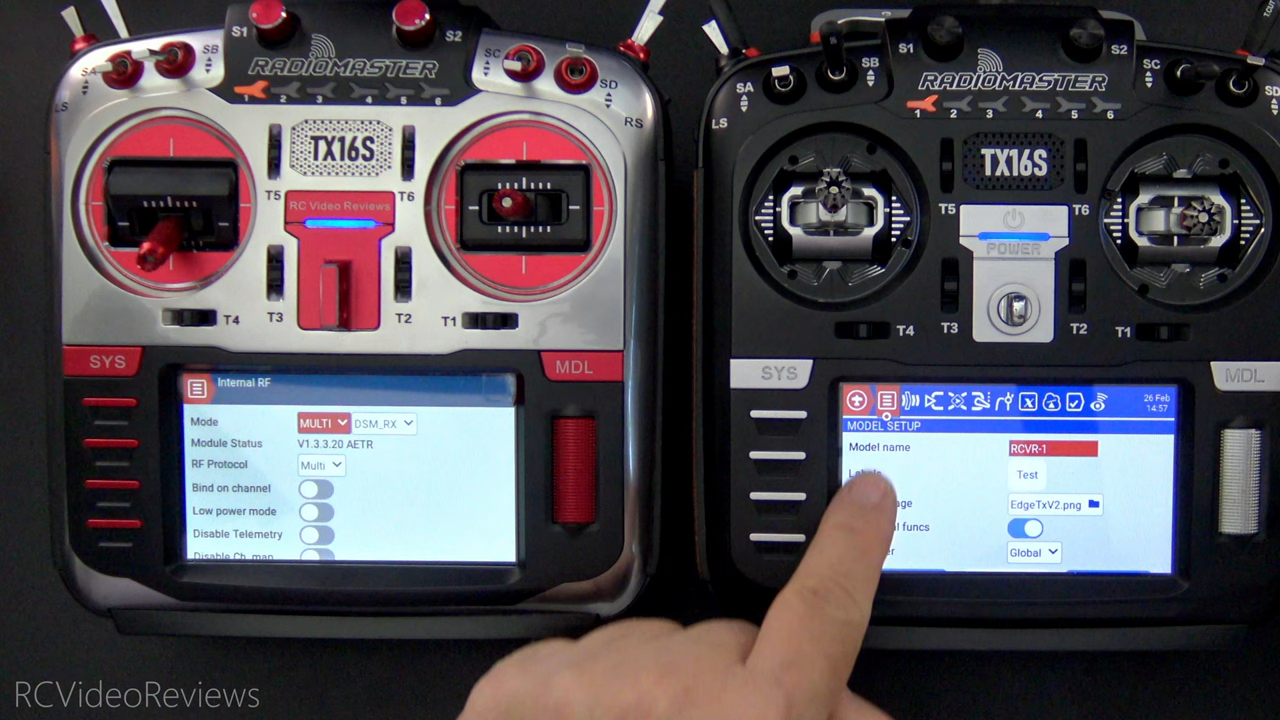 S1
S2
SA
SB
SC
SD
LS
RS
RADIOMASTER
1 2 3 4 5 6
TX16S
T5
T6
RC Video Reviews
T4
T3
T2
T1
SYS
MDL
Internal RF
Mode MULTI DSM_RX
Module Status V1.3.3.20 AETR
RF Protocol Multi
Bind on channel
Low power mode
Disable Telemetry
Disable Ch. map
S1
S2
SA
SB
SC
SD
LS
RADIOMASTER
1 2 3 4 5 6
TX16S
T5
T6
POWER
T4
T3
T2
T1
SYS
MDL
26 Feb
14:57
MODEL SETUP
Model name RCVR-1
Labels Test
EdgeTxV2.png
funcs
Global
RCVideoReviews